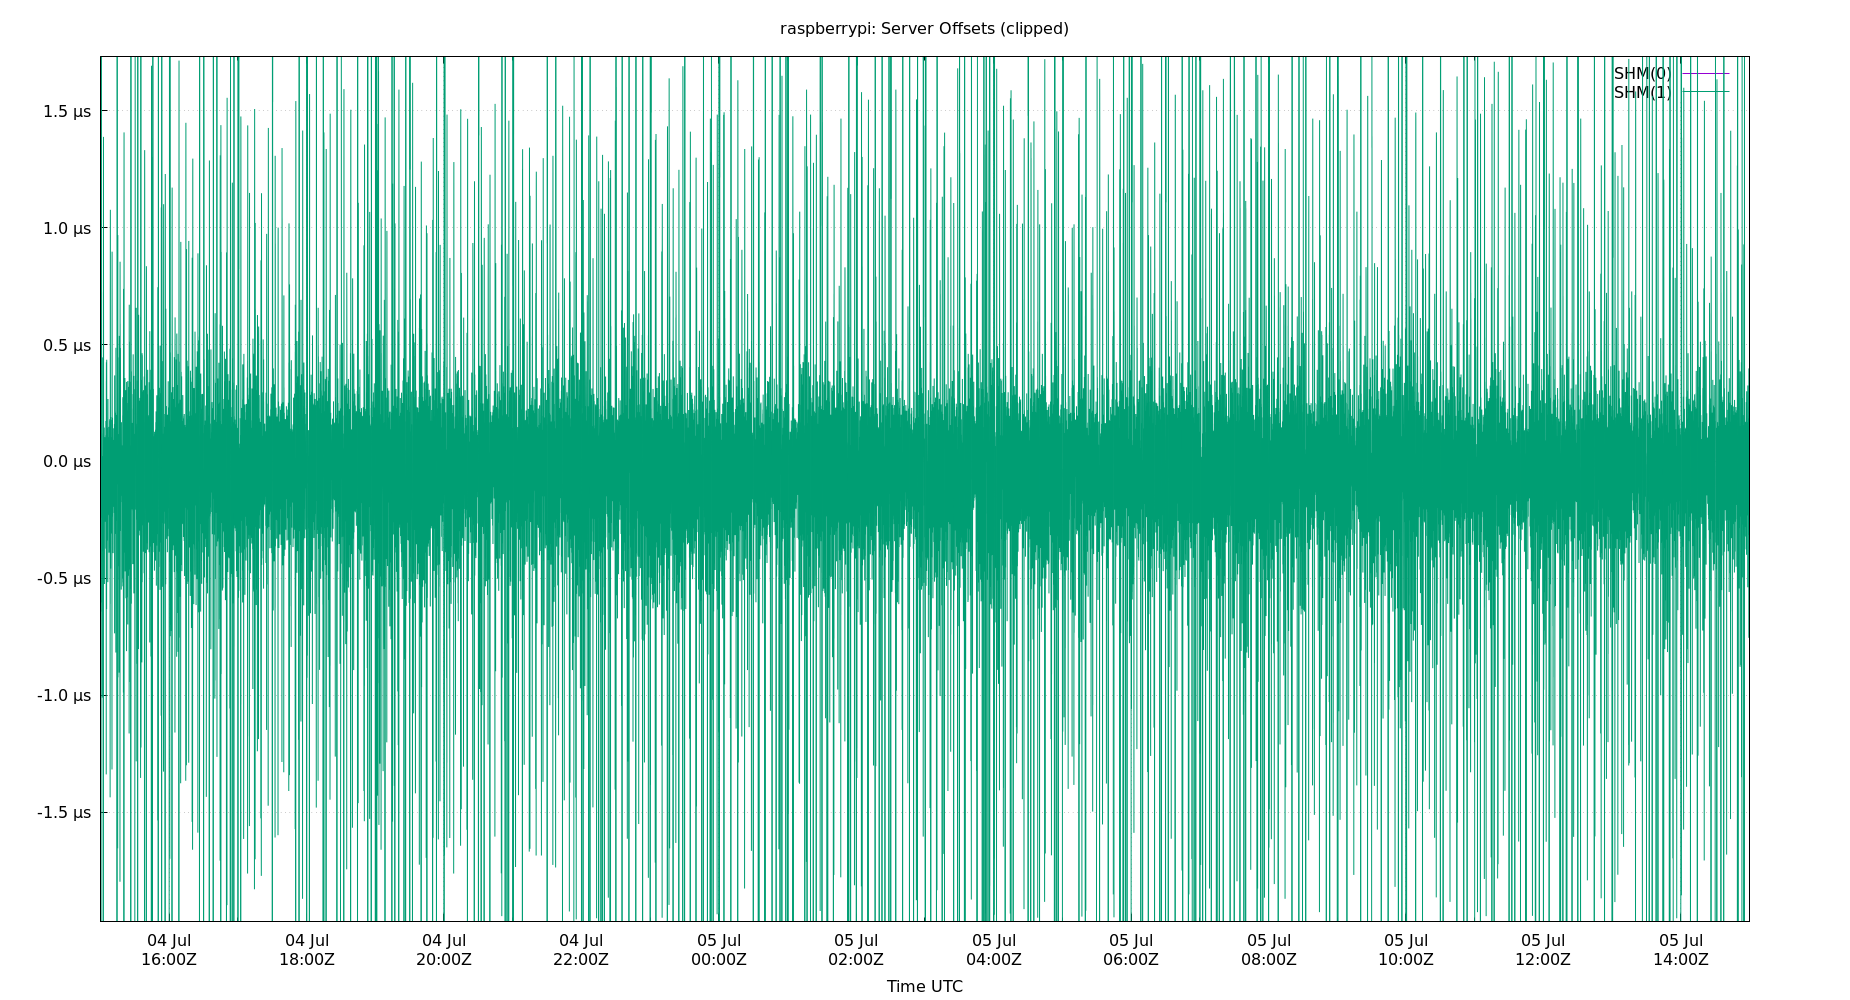 raspberrypi: Server Offsets (clipped)
SHM(0)
SHM(1)
1.5 µs
1.0 µs
0.5 µs
0.0 µs
-0.5 µs
-1.0 µs
-1.5 µs
04 Jul 04 Jul 04 Jul 04 Jul 05 Jul 05 Jul 05 Jul 05 Jul 05 Jul 05 Jul 05 Jul 05 Jul
16:00Z 18:00Z 20:00Z 22:00Z 00:00Z 02:00Z 04:00Z 06:00Z 08:00Z 10:00Z 12:00Z 14:00Z
Time UTC